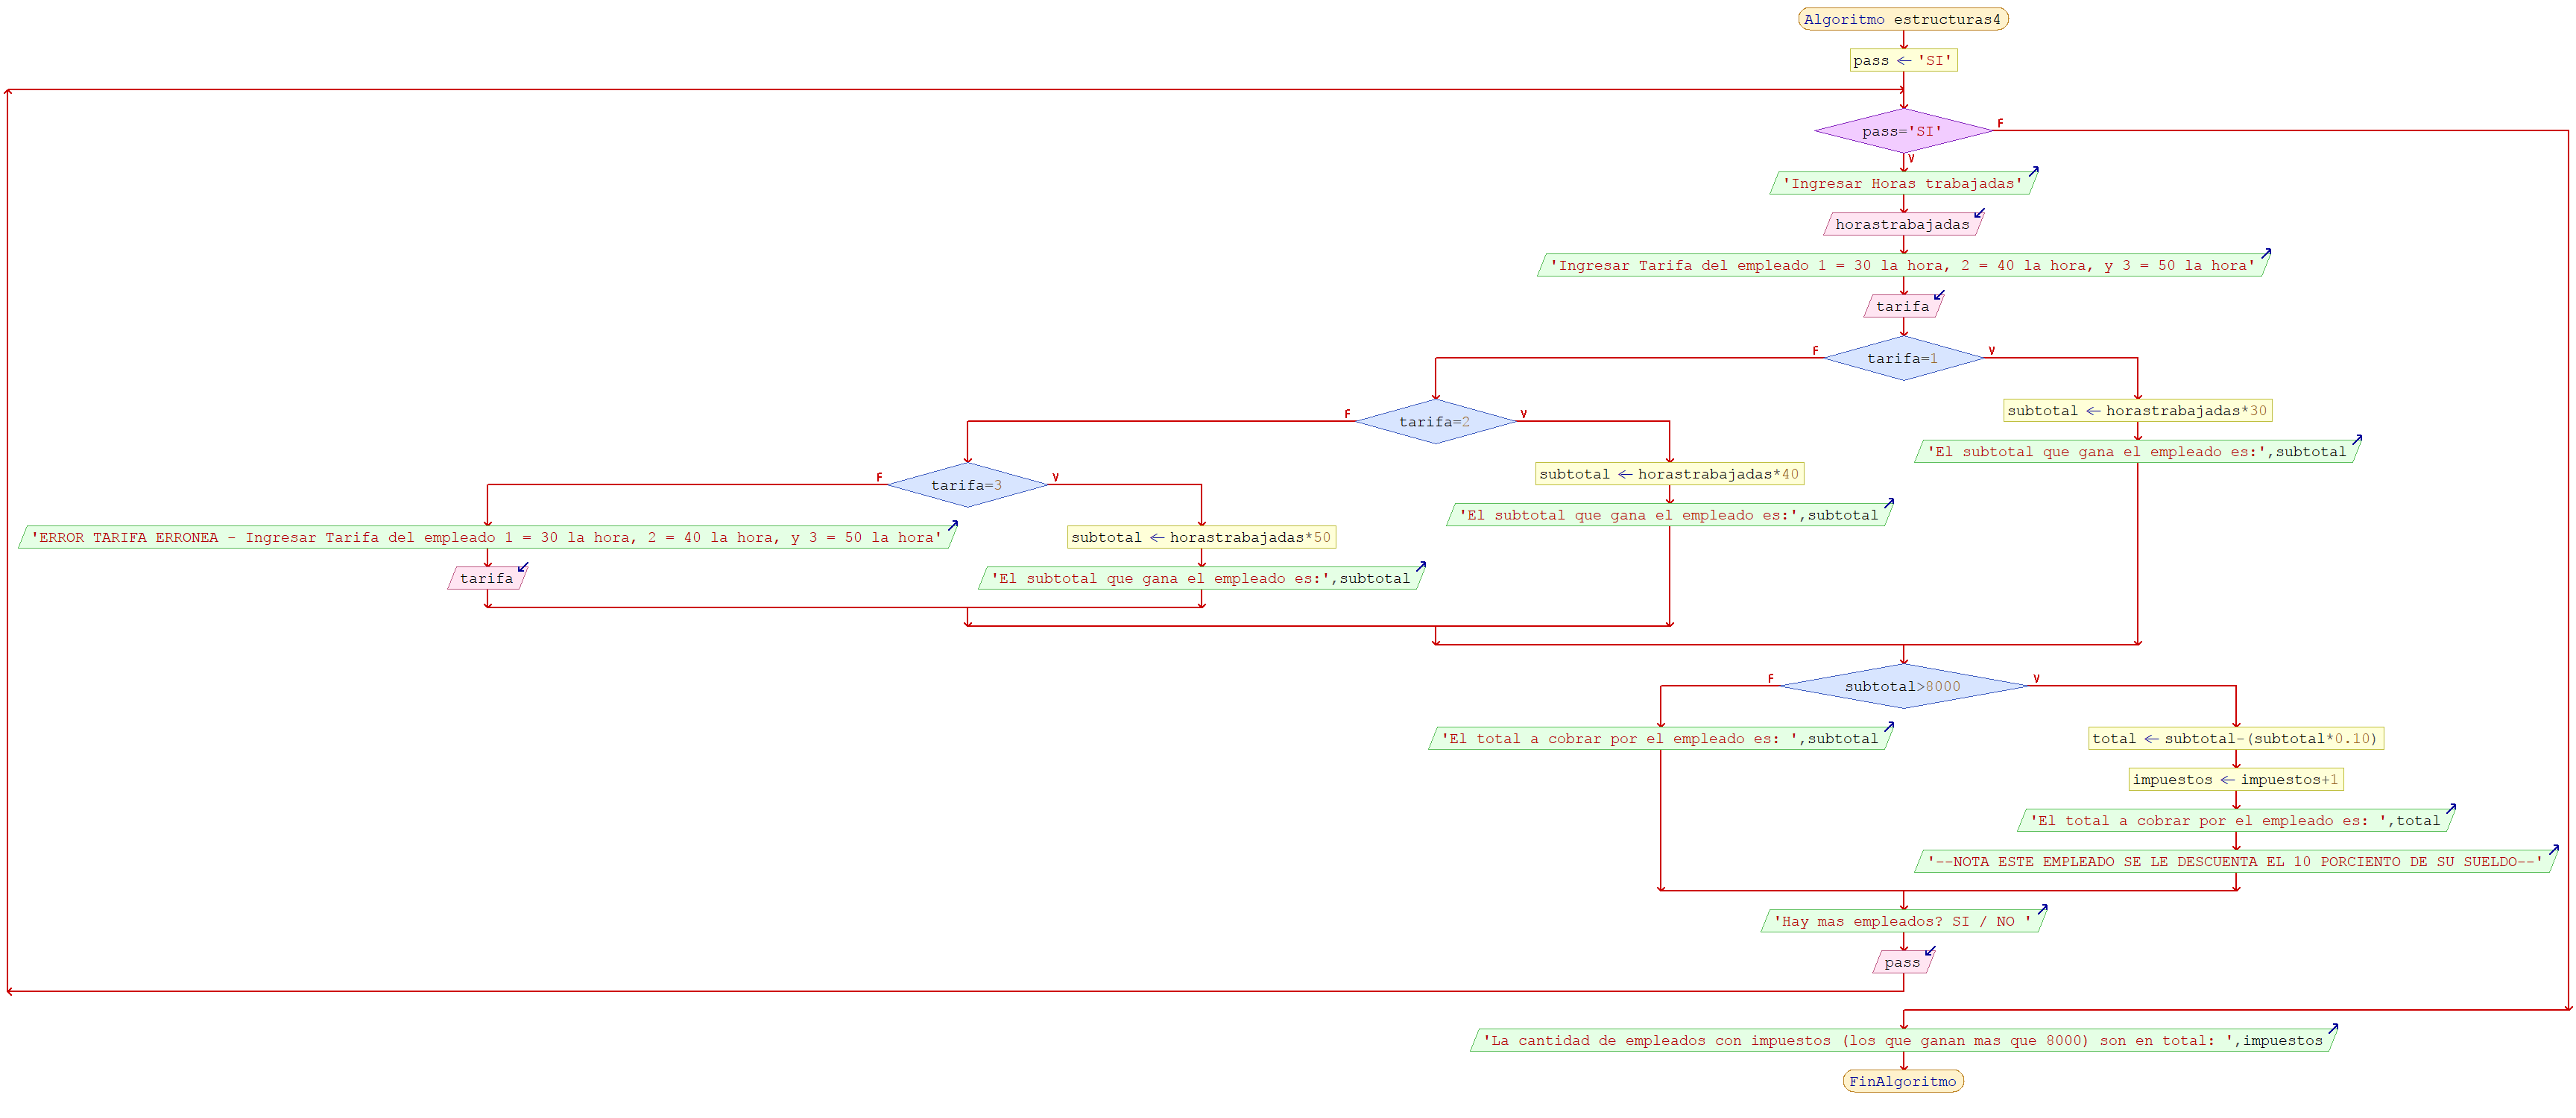 Algoritmo estructuras4
pass ← 'SI'
pass='SI'
F
V
'Ingresar Horas trabajadas'
horastrabajadas
'Ingresar Tarifa del empleado 1 = 30 la hora, 2 = 40 la hora, y 3 = 50 la hora'
tarifa
F
tarifa=1
V
subtotal ← horastrabajadas*30
'El subtotal que gana el empleado es:',subtotal
F
tarifa=2
V
subtotal ← horastrabajadas*40
'El subtotal que gana el empleado es:',subtotal
F
tarifa=3
V
'ERROR TARIFA ERRONEA - Ingresar Tarifa del empleado 1 = 30 la hora, 2 = 40 la hora, y 3 = 50 la hora'
tarifa
subtotal ← horastrabajadas*50
'El subtotal que gana el empleado es:',subtotal
F
subtotal>8000
V
'El total a cobrar por el empleado es: ',subtotal
total ← subtotal-(subtotal*0.10)
impuestos ← impuestos+1
'El total a cobrar por el empleado es: ',total
'--NOTA ESTE EMPLEADO SE LE DESCUENTA EL 10 PORCIENTO DE SU SUELDO--'
'Hay mas empleados? SI / NO '
pass
'La cantidad de empleados con impuestos (los que ganan mas que 8000) son en total: ',impuestos
FinAlgoritmo